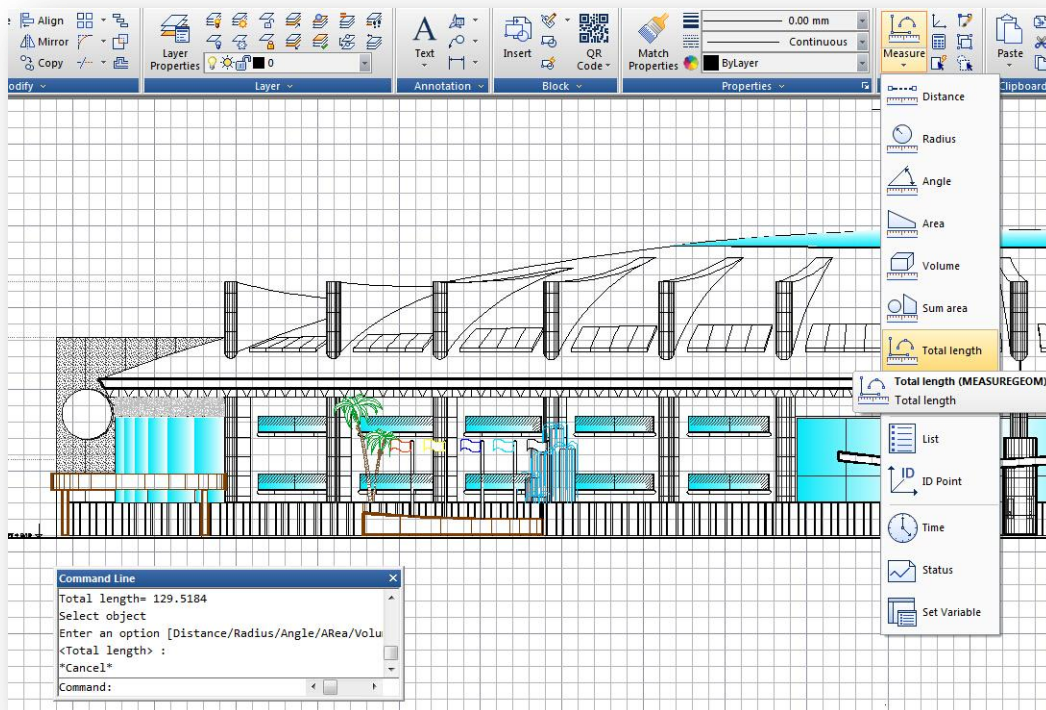 Align
Mirror
Copy
odify
Layer
Properties
0
Layer
A
Text
Annotation
Insert
QR
Code
Block
Match
Properties
0.00 mm
Continuous
ByLayer
Properties
Measure
Paste
Clipboard
Distance
Radius
Angle
Area
Volume
Sum area
Total length
Total length (MEASUREGEOM)
Total length
List
ID
ID Point
Time
Status
Set Variable
Command Line
Total length= 129.5184
Select object
Enter an option [Distance/Radius/Angle/ARea/Volu
<Total length> :
*Cancel*
Command: